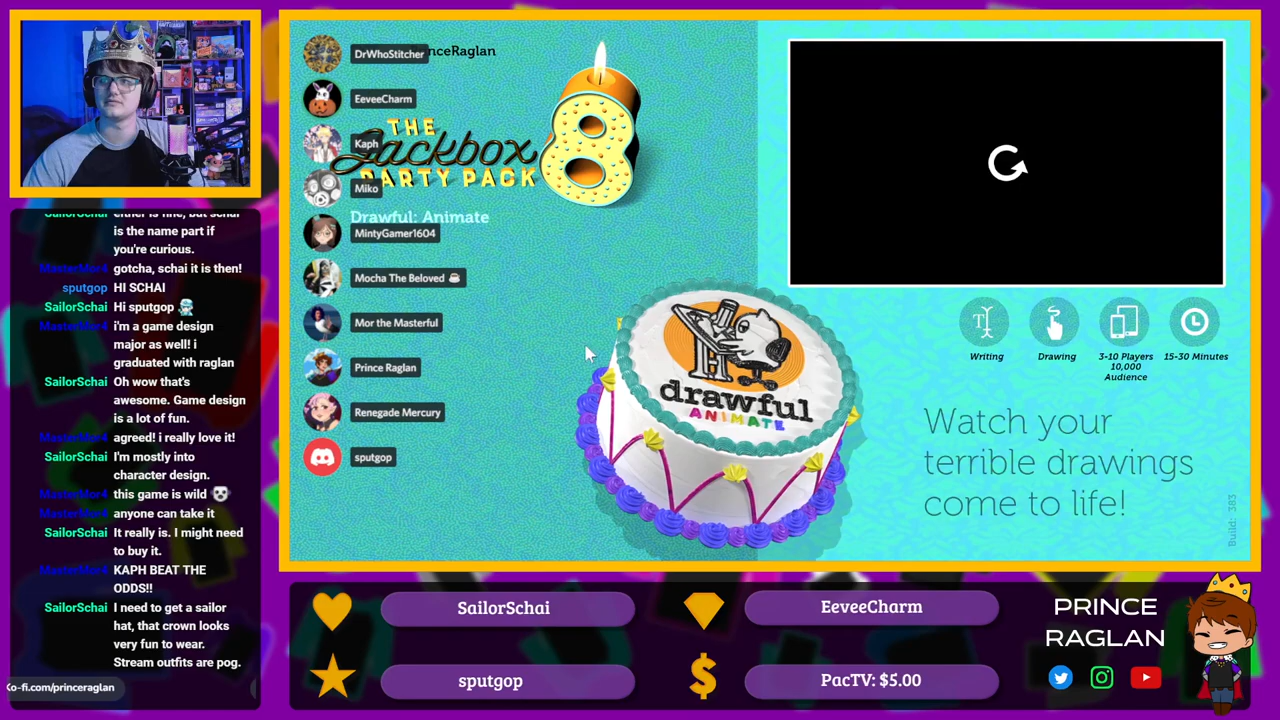 SailorSchai either is fine, but schai
is the name part if
you're curious.
MasterMor4 gotcha, schai it is then!
sputgop HI SCHAI
SailorSchai Hi sputgop
MasterMor4 i'm a game design
major as well! i
graduated with raglan
SailorSchai Oh wow that's
awesome. Game design
is a lot of fun.
MasterMor4 agreed! i really love it!
SailorSchai I'm mostly into
character design.
MasterMor4 this game is wild
MasterMor4 anyone can take it
SailorSchai It really is. I might need
to buy it.
MasterMor4 KAPH BEAT THE
ODDS!!
SailorSchai I need to get a sailor
hat, that crown looks
very fun to wear.
Stream outfits are pog.
Ko-fi.com/princeraglan
DrWhoStitcher
nceRaglan
EeveeCharm
Kaph
Miko
MintyGamer1604
Mocha The Beloved
Mor the Masterful
Prince Raglan
Renegade Mercury
sputgop
THE
Jackbox
PARTY PACK
8
Drawful: Animate
drawful
ANIMATE
Writing
Drawing
3-10 Players
10,000
Audience
15-30 Minutes
Watch your
terrible drawings
come to life!
Build: 383
SailorSchai
EeveeCharm
sputgop
$
PacTV: $5.00
PRINCE
RAGLAN